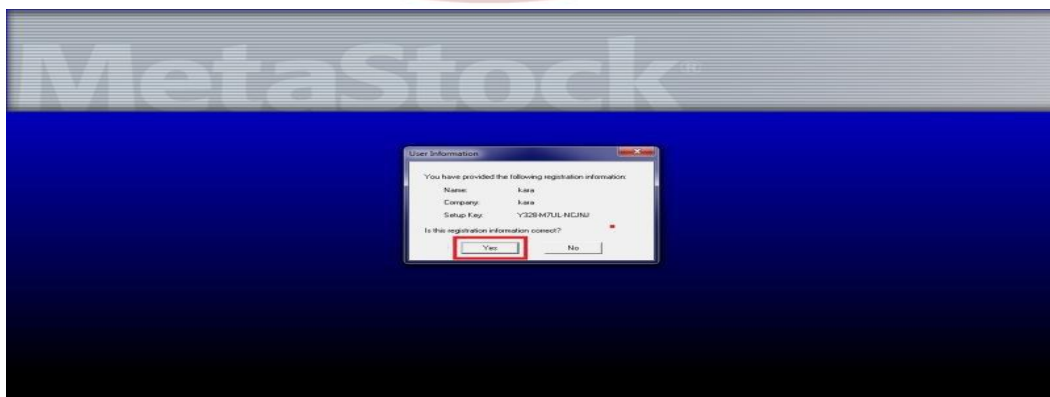 MetaStock®
User Information
You have provided the following registration information:
Name: kara
Company: kara
Setup Key: Y328-M7UL-NCJNJ
Is this registration information correct?
Yes No